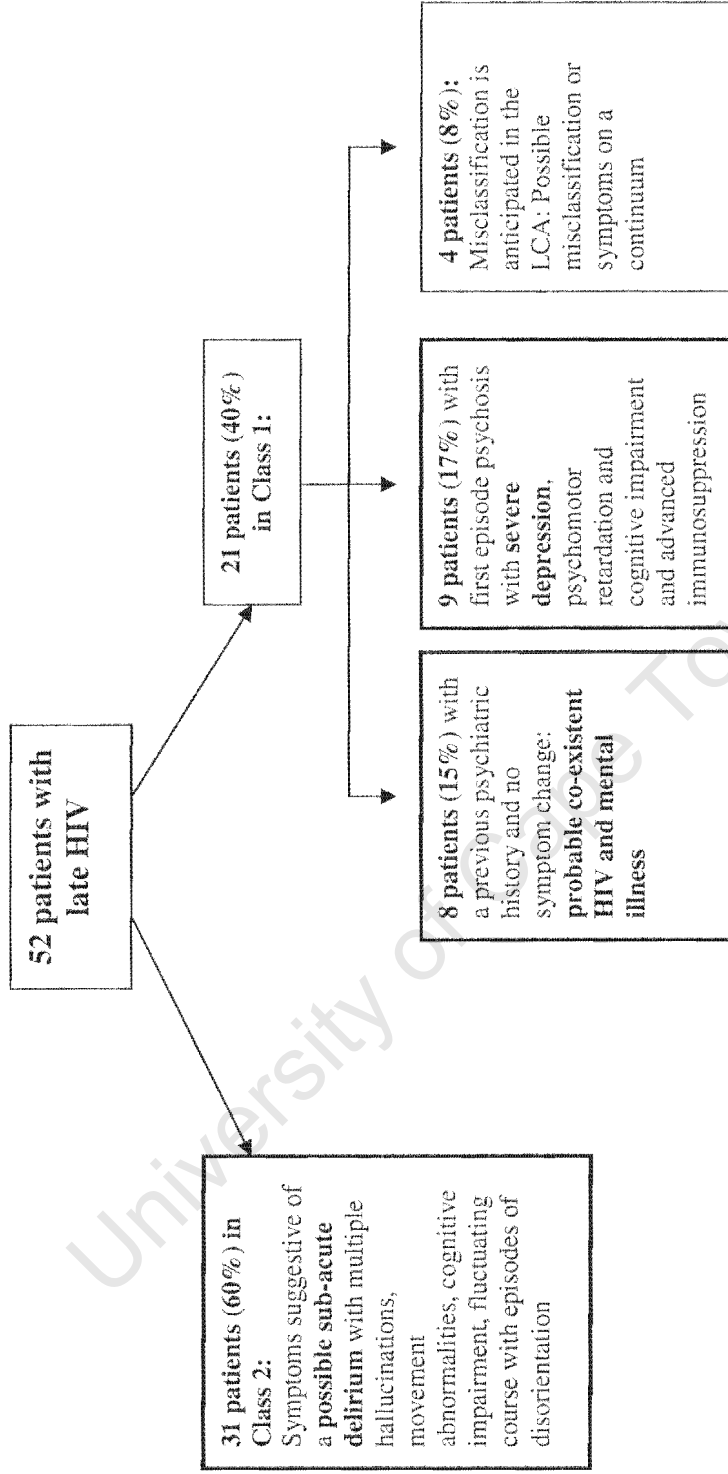 52 patients with
late HIV
31 patients (60%) in
Class 2:
Symptoms suggestive of
a possible sub-acute
delirium with multiple
hallucinations,
movement
abnormalities, cognitive
impairment, fluctuating
course with episodes of
disorientation
21 patients (40%)
in Class 1:
8 patients (15%) with
a previous psychiatric
history and no
symptom change:
probable co-existent
HIV and mental
illness
9 patients (17%) with
first episode psychosis
with severe
depression,
psychomotor
retardation and
cognitive impairment
and advanced
immunosuppression
4 patients (8%):
Misclassification is
anticipated in the
LCA: Possible
misclassification or
symptoms on a
continuum
University of Cape